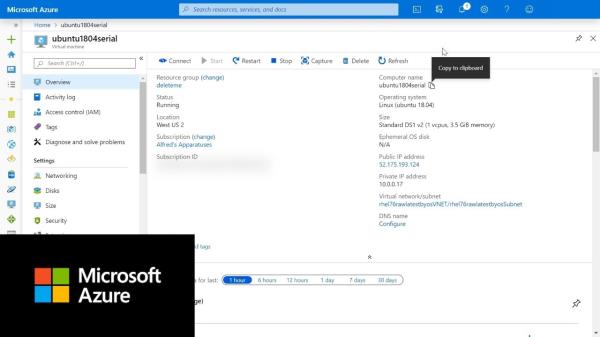 Microsoft Azure
Search resources, services, and docs
Home > ubuntu1804serial
ubuntu1804serial
Virtual machine
Search (Ctrl+/)
Overview
Activity log
Access control (IAM)
Tags
Diagnose and solve problems
Settings
Networking
Disks
Size
Security
Connect
Start
Restart
Stop
Capture
Delete
Refresh
Resource group (change)
deleteme
Status
Running
Location
West US 2
Subscription (change)
Alfred's Apparatuses
Subscription ID
Computer name
ubuntu1804serial
Copy to clipboard
Operating system
Linux (ubuntu 18.04)
Size
Standard DS1 v2 (1 vcpus, 3.5 GiB memory)
Ephemeral OS disk
N/A
Public IP address
52.175.193.124
Private IP address
10.0.0.17
Virtual network/subnet
rhel76rawlatestbyosVNET/rhel76rawlatestbyosSubnet
DNS name
Configure
dd tags
a for last:
1 hour
6 hours
12 hours
1 day
7 days
30 days
ge)
Microsoft
Azure